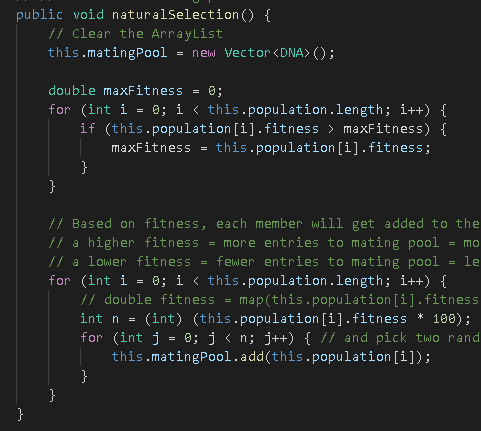 public void naturalSelection() {
// Clear the ArrayList
this.matingPool = new Vector<DNA>();
double maxFitness = 0;
for (int i = 0; i < this.population.length; i++) {
if (this.population[i].fitness > maxFitness) {
maxFitness = this.population[i].fitness;
}
}
// Based on fitness, each member will get added to the
// a higher fitness = more entries to mating pool = mo
// a lower fitness = fewer entries to mating pool = le
for (int i = 0; i < this.population.length; i++) {
// double fitness = map(this.population[i].fitness
int n = (int) (this.population[i].fitness * 100);
for (int j = 0; j < n; j++) { // and pick two rand
this.matingPool.add(this.population[i]);
}
}
}